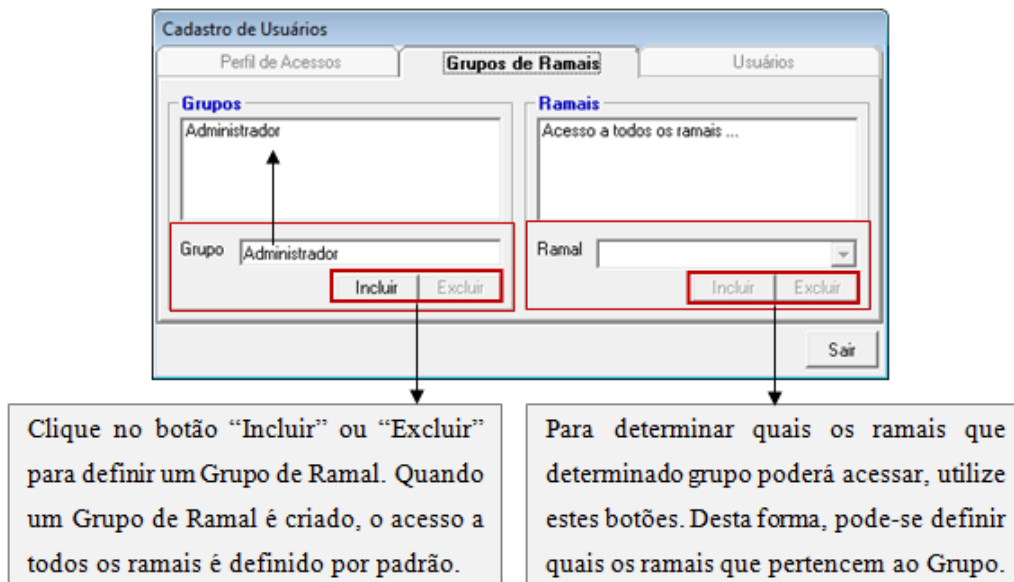 Cadastro de Usuários
Perfil de Acessos
Grupos de Ramais
Usuários
Grupos
Administrador
Grupo
Administrador
Incluir
Excluir
Ramais
Acesso a todos os ramais ...
Ramal
Incluir
Excluir
Sair
Clique no botão “Incluir” ou “Excluir”
para definir um Grupo de Ramal. Quando
um Grupo de Ramal é criado, o acesso a
todos os ramais é definido por padrão.
Para determinar quais os ramais que
determinado grupo poderá acessar, utilize
estes botões. Desta forma, pode-se definir
quais os ramais que pertencem ao Grupo.